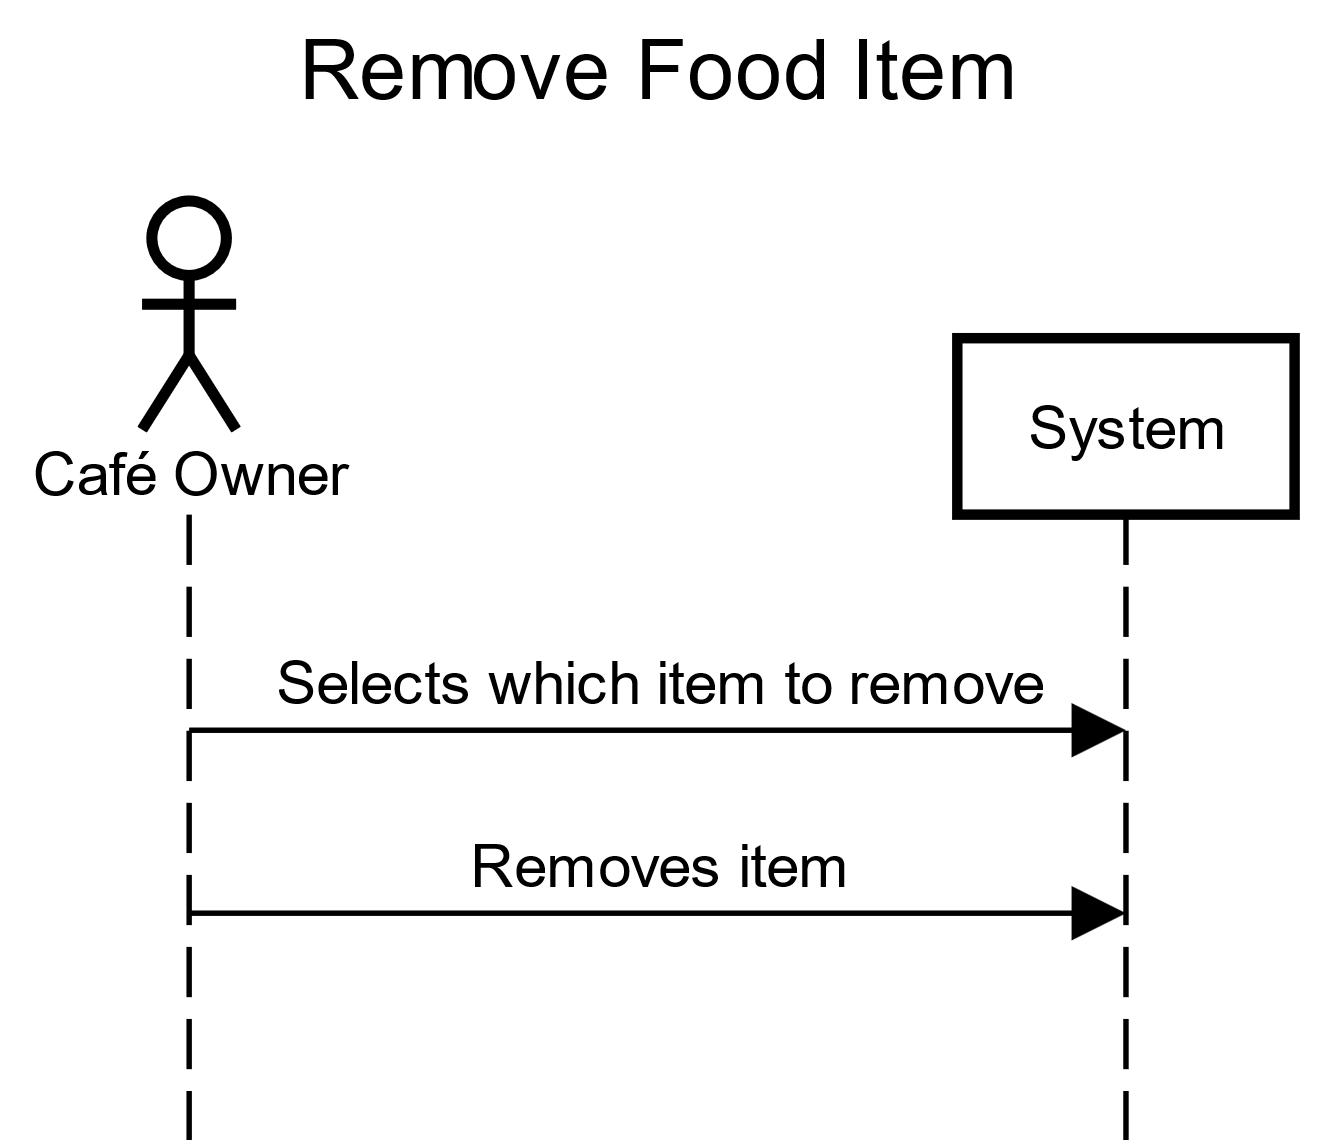 Remove Food Item
Café Owner
System
Selects which item to remove
Removes item